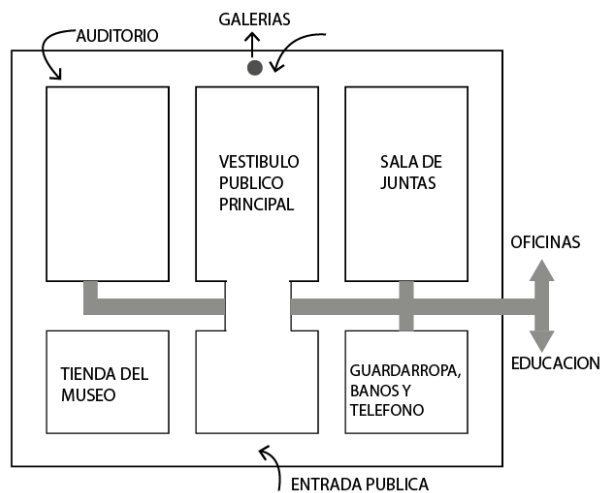 GALERIAS
AUDITORIO
VESTIBULO
PUBLICO
PRINCIPAL
SALA DE
JUNTAS
OFICINAS
TIENDA DEL
MUSEO
GUARDARROPA,
BANOS Y
TELEFONO
EDUCACION
ENTRADA PUBLICA